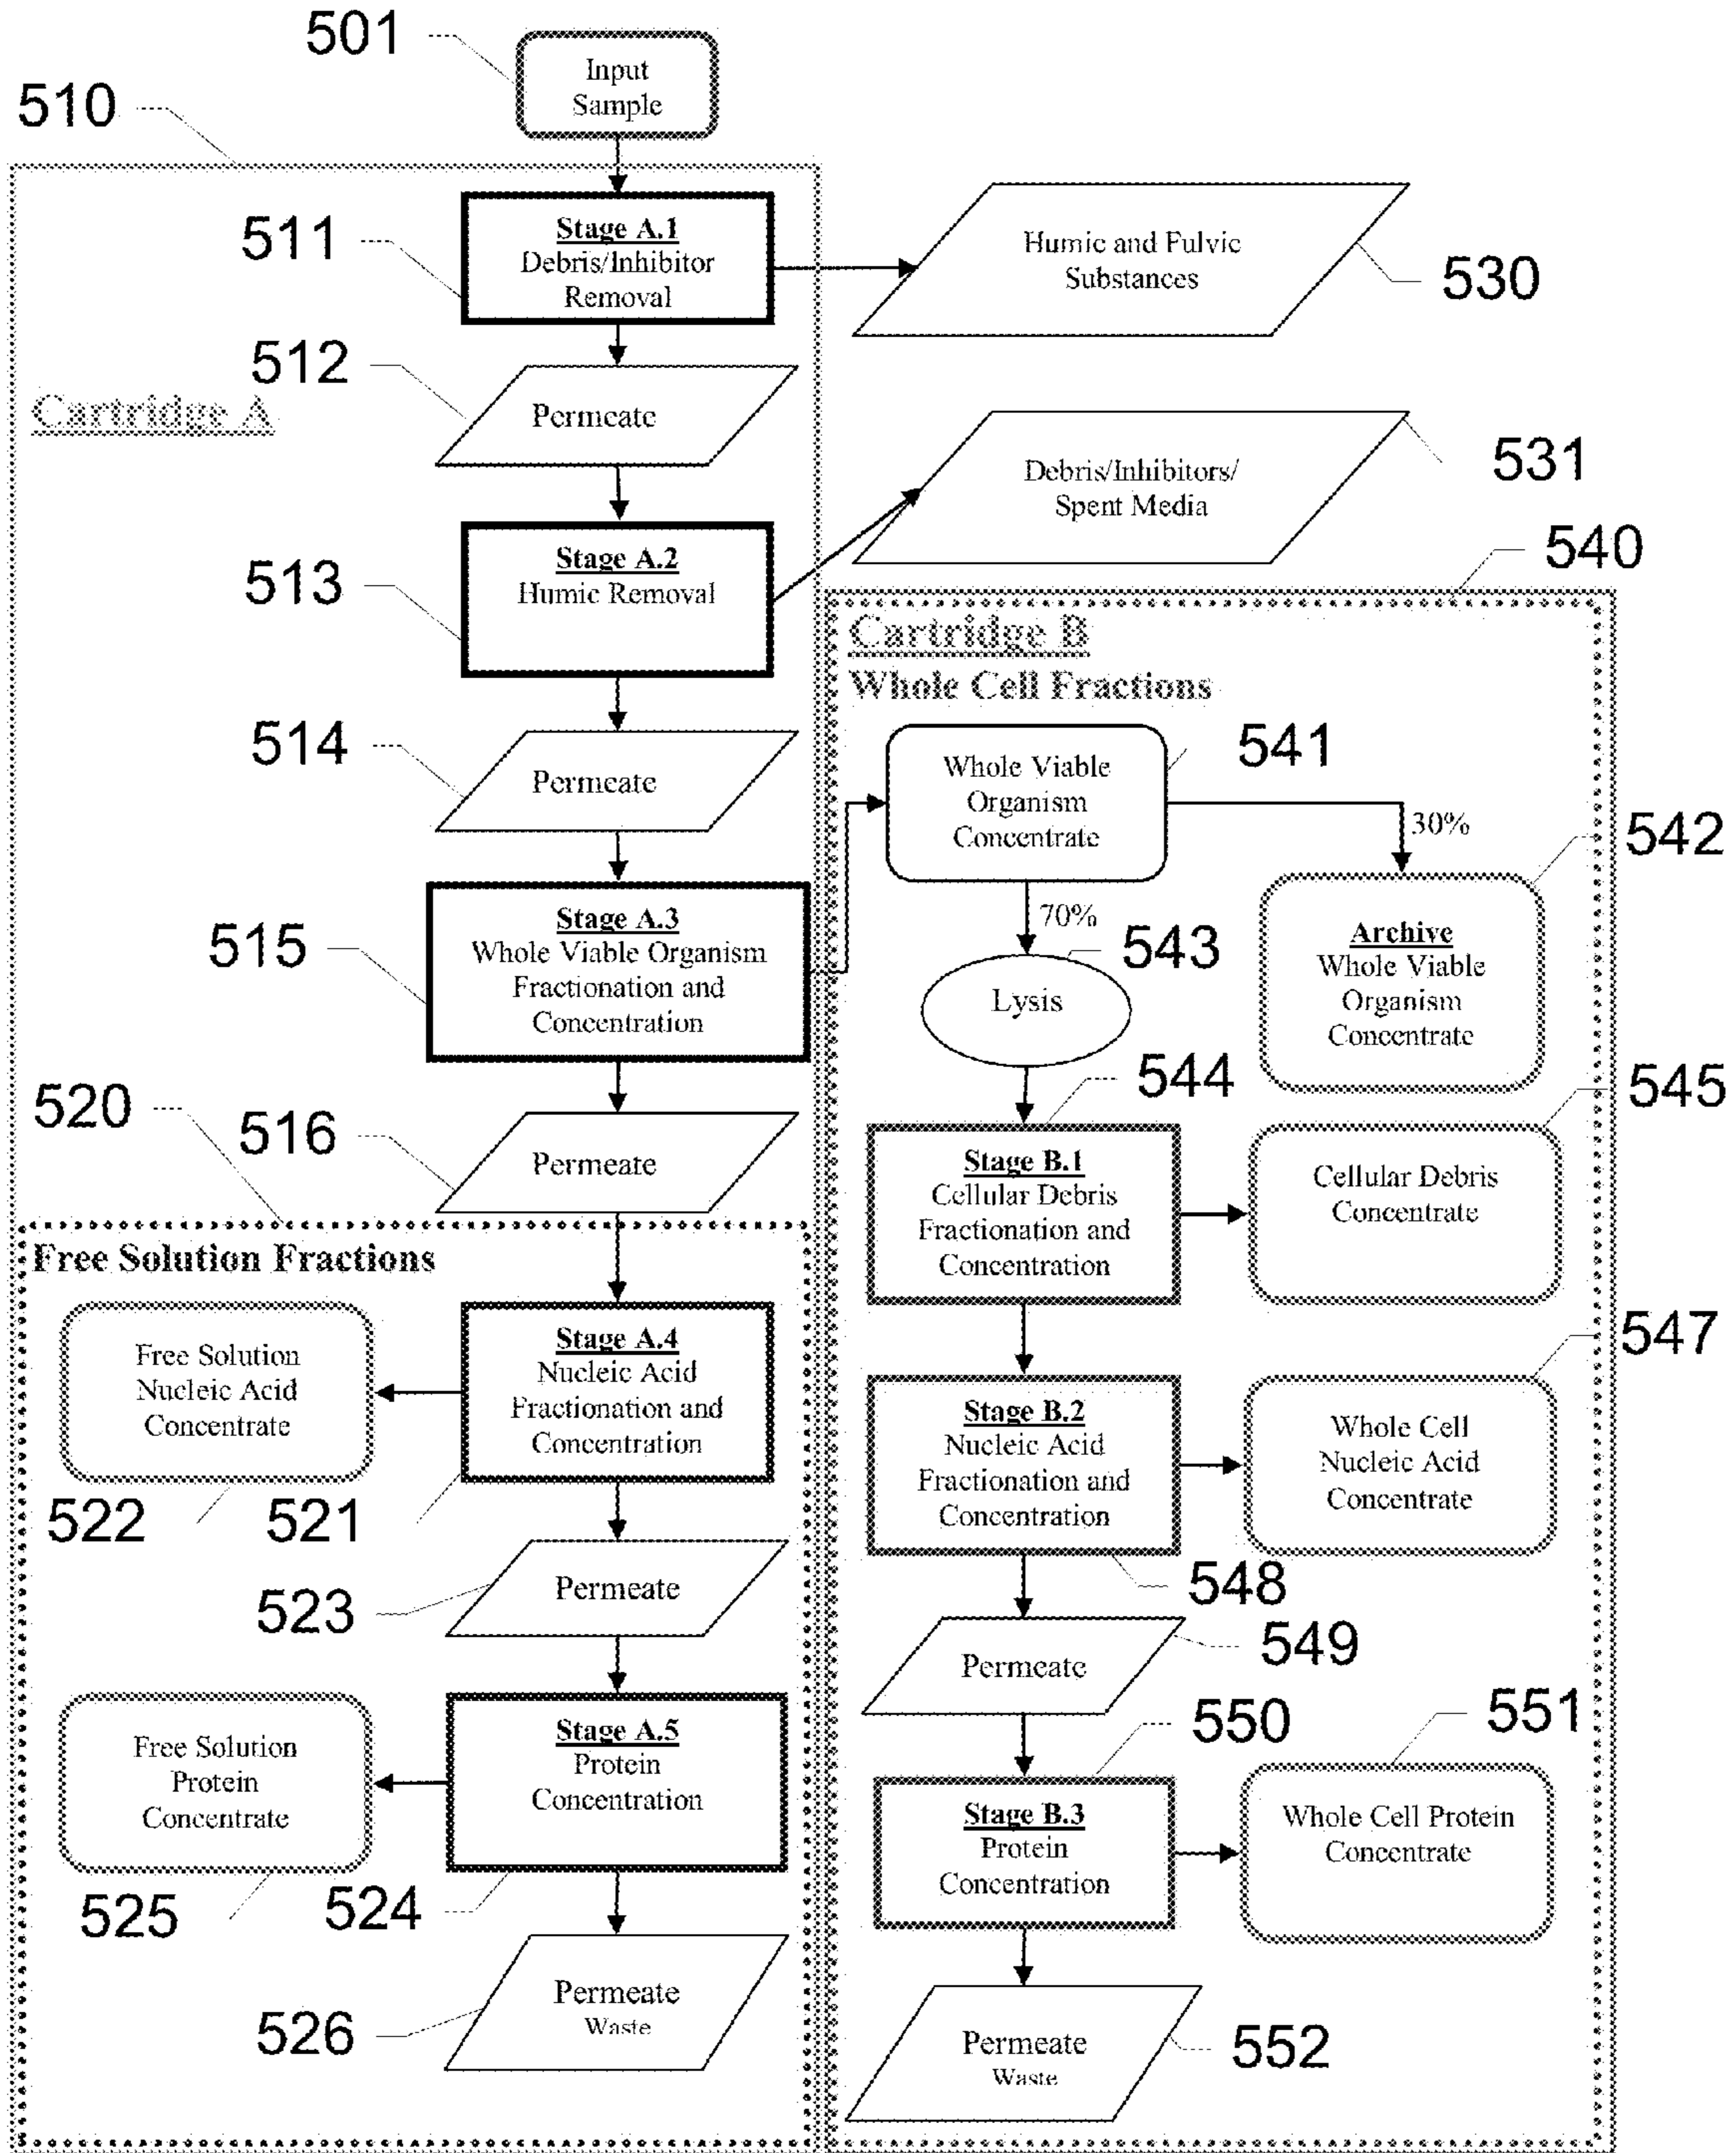 501
Input
Sample
510
511
Stage A.1
Debris/Inhibitor
Removal
Humic and Fulvic
Substances
530
512
Permeate
Cartridge A
Debris/Inhibitors/
Spent Media
531
513
Stage A.2
Humic Removal
540
Cartridge B
Whole Cell Fractions
514
Permeate
Whole Viable
Organism
Concentrate
541
30%
542
70%
515
Stage A.3
Whole Viable Organism
Fractionation and
Concentration
543
Lysis
Archive
Whole Viable
Organism
Concentrate
520
516
Permeate
544
545
Stage B.1
Cellular Debris
Fractionation and
Concentration
Cellular Debris
Concentrate
Free Solution Fractions
Free Solution
Nucleic Acid
Concentrate
Stage A.4
Nucleic Acid
Fractionation and
Concentration
547
522
521
Stage B.2
Nucleic Acid
Fractionation and
Concentration
Whole Cell
Nucleic Acid
Concentrate
523
Permeate
548
549
Permeate
Free Solution
Protein
Concentrate
Stage A.5
Protein
Concentration
550
551
525
524
Stage B.3
Protein
Concentration
Whole Cell Protein
Concentrate
526
Permeate
Waste
Permeate
Waste
552